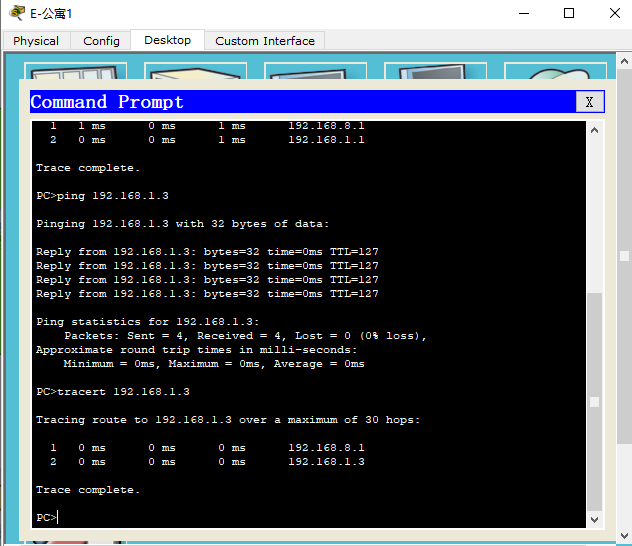 E-公寓1
Physical Config Desktop Custom Interface
Command Prompt X
1 1 ms 0 ms 1 ms 192.168.8.1
2 0 ms 0 ms 1 ms 192.168.1.1
Trace complete.
PC>ping 192.168.1.3
Pinging 192.168.1.3 with 32 bytes of data:
Reply from 192.168.1.3: bytes=32 time=0ms TTL=127
Reply from 192.168.1.3: bytes=32 time=0ms TTL=127
Reply from 192.168.1.3: bytes=32 time=0ms TTL=127
Reply from 192.168.1.3: bytes=32 time=0ms TTL=127
Ping statistics for 192.168.1.3:
Packets: Sent = 4, Received = 4, Lost = 0 (0% loss),
Approximate round trip times in milli-seconds:
Minimum = 0ms, Maximum = 0ms, Average = 0ms
PC>tracert 192.168.1.3
Tracing route to 192.168.1.3 over a maximum of 30 hops:
1 0 ms 0 ms 0 ms 192.168.8.1
2 0 ms 0 ms 0 ms 192.168.1.3
Trace complete.
PC>